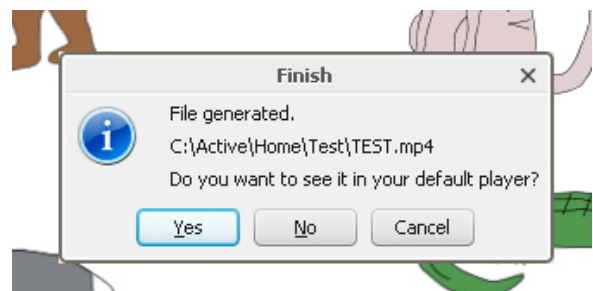 Finish
File generated.
C:\Active\Home\Test\TEST.mp4
Do you want to see it in your default player?
Yes No Cancel